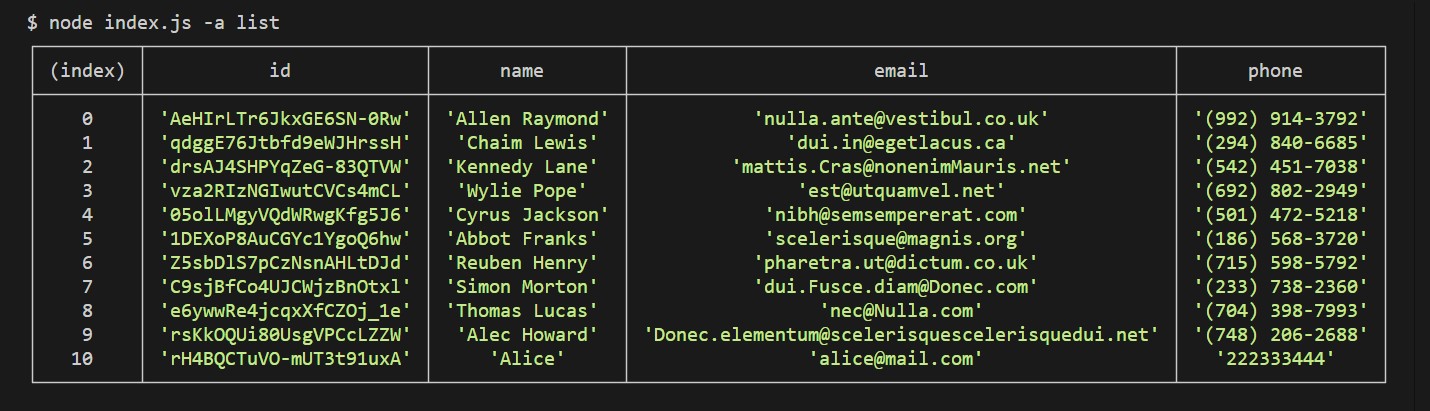 $ node index.js -a list
(index) id name email phone
0 'AeHIrLTr6JkxGE6SN-0Rw' 'Allen Raymond' 'nulla.ante@vestibul.co.uk' '(992) 914-3792'
1 'qdggE76Jtbfd9eWJHrssH' 'Chaim Lewis' 'dui.in@egetlacus.ca' '(294) 840-6685'
2 'drsAJ4SHPYqZeG-83QTVW' 'Kennedy Lane' 'mattis.Cras@nonenimMauris.net' '(542) 451-7038'
3 'vza2RIzNGIwutCVCs4mCL' 'Wylie Pope' 'est@utquamvel.net' '(692) 802-2949'
4 '05olLMgyVQdWRwgKfg5J6' 'Cyrus Jackson' 'nibh@semsempererat.com' '(501) 472-5218'
5 '1DEXoP8AuCGYc1YgoQ6hw' 'Abbot Franks' 'scelerisque@magnis.org' '(186) 568-3720'
6 'Z5sbDlS7pCzNsnAHLtDJd' 'Reuben Henry' 'pharetra.ut@dictum.co.uk' '(715) 598-5792'
7 'C9sjBfCo4UJCWjzBnOtxl' 'Simon Morton' 'dui.Fusce.diam@Donec.com' '(233) 738-2360'
8 'e6ywwRe4jcqxXfCZOj_1e' 'Thomas Lucas' 'nec@Nulla.com' '(704) 398-7993'
9 'rsKkOQUi80UsgVPCcLZZW' 'Alec Howard' 'Donec.elementum@scelerisquescelerisquedui.net' '(748) 206-2688'
10 'rH4BQCTuVO-mUT3t91uxA' 'Alice' 'alice@mail.com' '222333444'